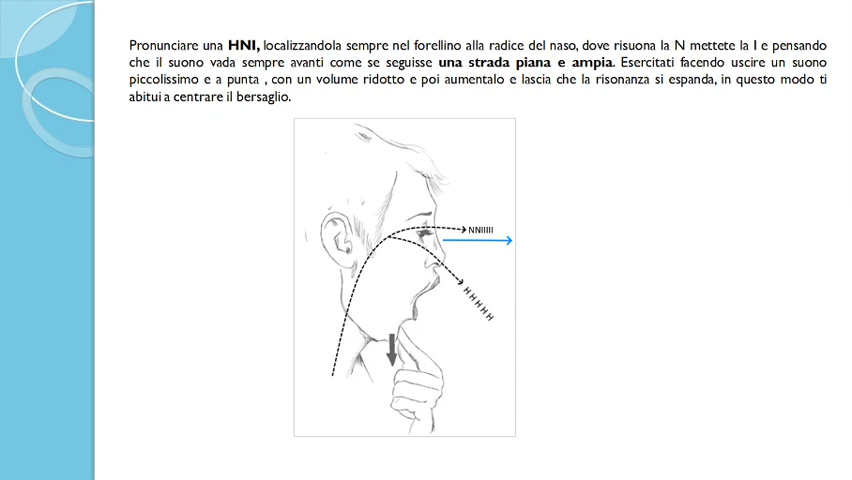 Pronunciare una HNI, localizzandola sempre nel forellino alla radice del naso, dove risuona la N mettete la I e pensando
che il suono vada sempre avanti come se seguisse una strada piana e ampia. Esercitati facendo uscire un suono
piccolissimo e a punta , con un volume ridotto e poi aumentalo e lascia che la risonanza si espanda, in questo modo ti
abitui a centrare il bersaglio.
NNIIIII
H H H H H